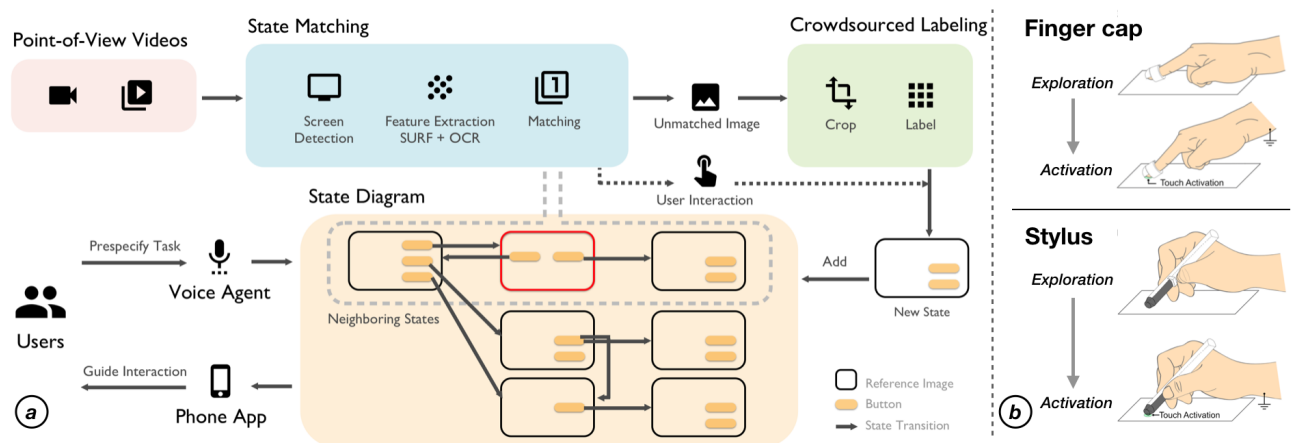 Point-of-View Videos
State Matching
Screen
Detection
Feature Extraction
SURF + OCR
1
Matching
Unmatched Image
Crowdsourced Labeling
Crop
Label
User Interaction
State Diagram
Prespecify Task
Voice Agent
Users
Guide Interaction
Phone App
Neighboring States
Add
New State
Reference Image
Button
State Transition
a
Finger cap
Exploration
Activation
Touch Activation
Stylus
Exploration
Activation
Touch Activation
b